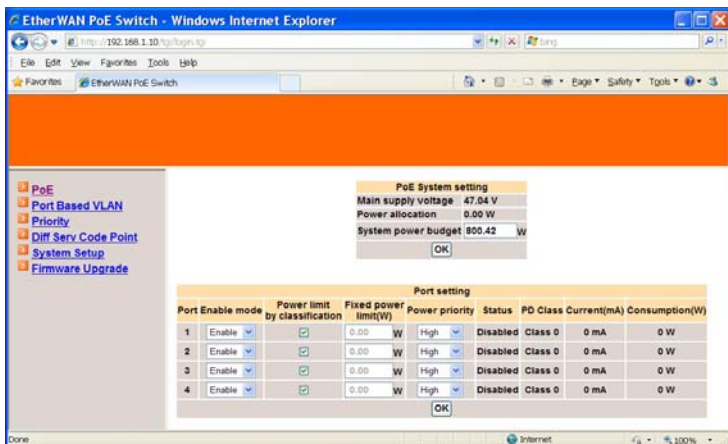 EtherWAN PoE Switch - Windows Internet Explorer
http://192.168.1.10/tgi/login.tgi
bing
File Edit View Favorites Tools Help
Favorites EtherWAN PoE Switch Page Safety Tools
PoE
Port Based VLAN
Priority
Diff Serv Code Point
System Setup
Firmware Upgrade
PoE System setting
Main supply voltage 47.04 V
Power allocation 0.00 W
System power budget 800.42 W
OK
Port setting
Port Enable mode Power limit by classification Fixed power limit(W) Power priority Status PD Class Current(mA) Consumption(W)
1 Enable 0.00 W High Disabled Class 0 0 mA 0 W
2 Enable 0.00 W High Disabled Class 0 0 mA 0 W
3 Enable 0.00 W High Disabled Class 0 0 mA 0 W
4 Enable 0.00 W High Disabled Class 0 0 mA 0 W
OK
Done Internet 100%